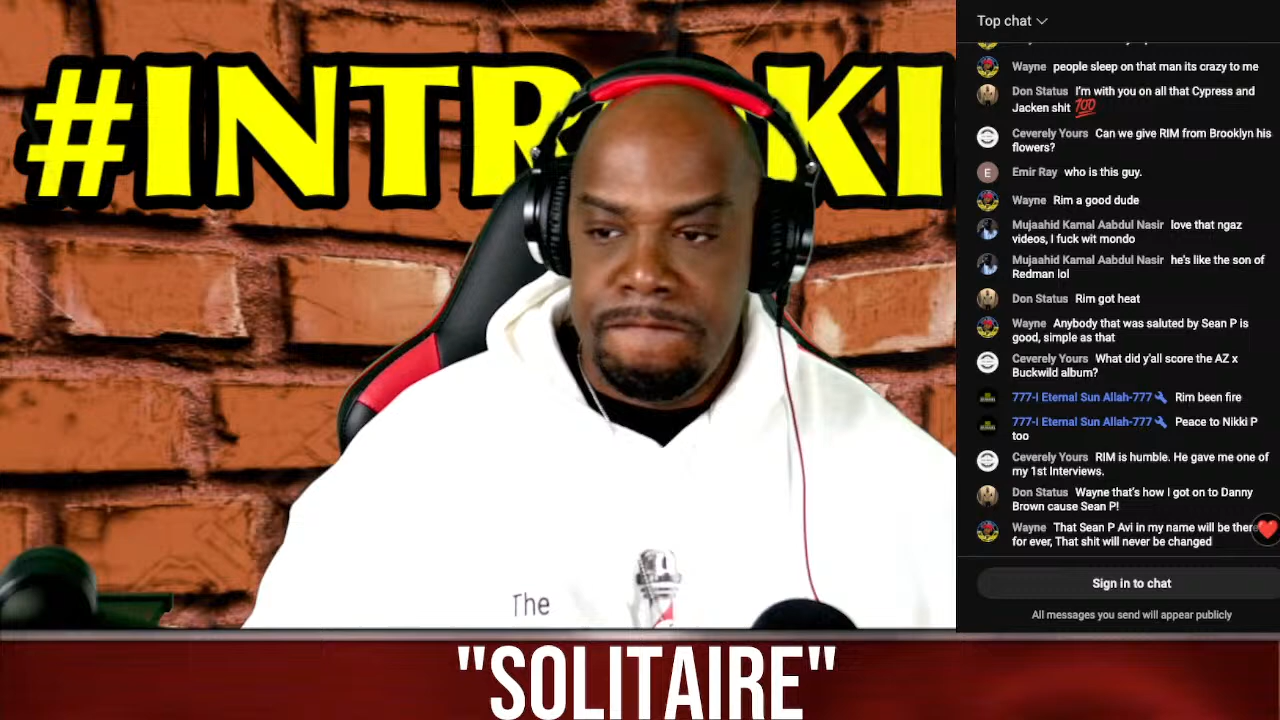 #INTR KI
The
"SOLITAIRE"
Top chat
Wayne people sleep on that man its crazy to me
Don Status I'm with you on all that Cypress and
Jacken shit 💯
Ceverely Yours Can we give RIM from Brooklyn his
flowers?
E
Emir Ray who is this guy.
Wayne Rim a good dude
Mujaahid Kamal Aabdul Nasir love that ngaz
videos, I fuck wit mondo
Mujaahid Kamal Aabdul Nasir he's like the son of
Redman lol
Don Status Rim got heat
Wayne Anybody that was saluted by Sean P is
good, simple as that
Ceverely Yours What did y'all score the AZ x
Buckwild album?
777-I Eternal Sun Allah-777 Rim been fire
777-I Eternal Sun Allah-777 Peace to Nikki P
too
Ceverely Yours RIM is humble. He gave me one of
my 1st Interviews.
Don Status Wayne that's how I got on to Danny
Brown cause Sean P!
Wayne That Sean P Avi in my name will be there
for ever, That shit will never be changed
Sign in to chat
All messages you send will appear publicly